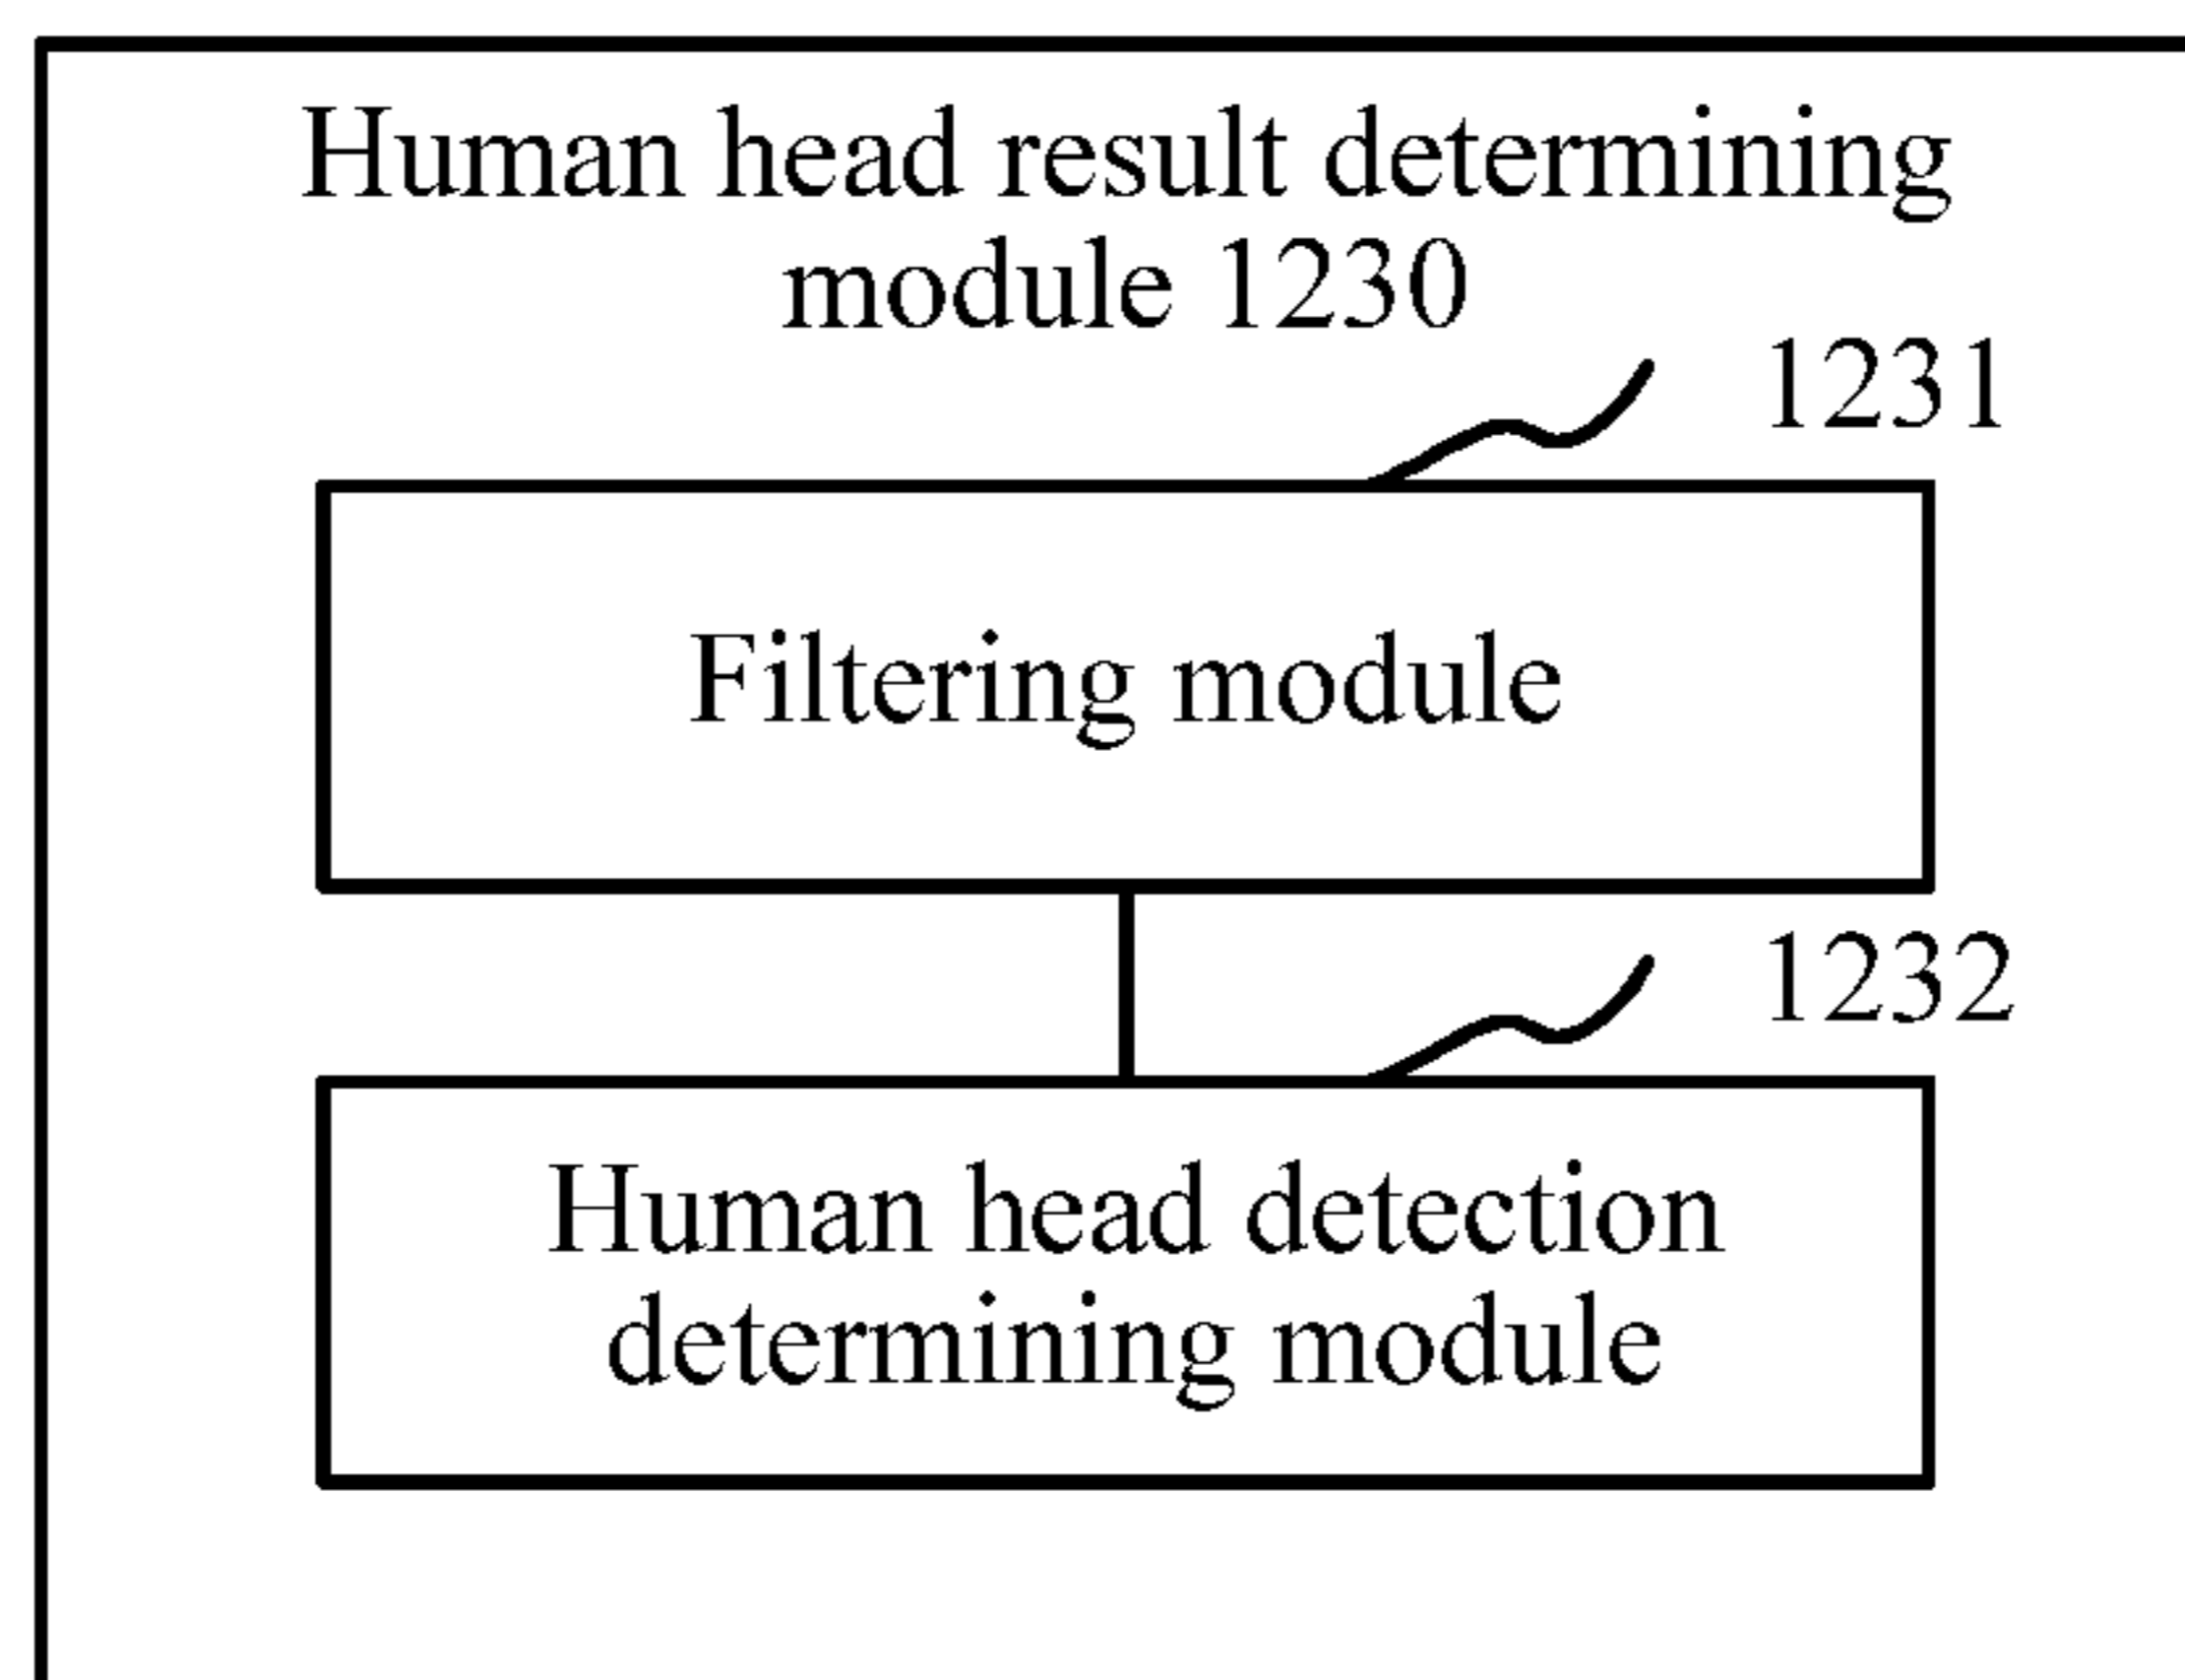 Human head result determining
module 1230
1231
Filtering module
1232
Human head detection
determining module